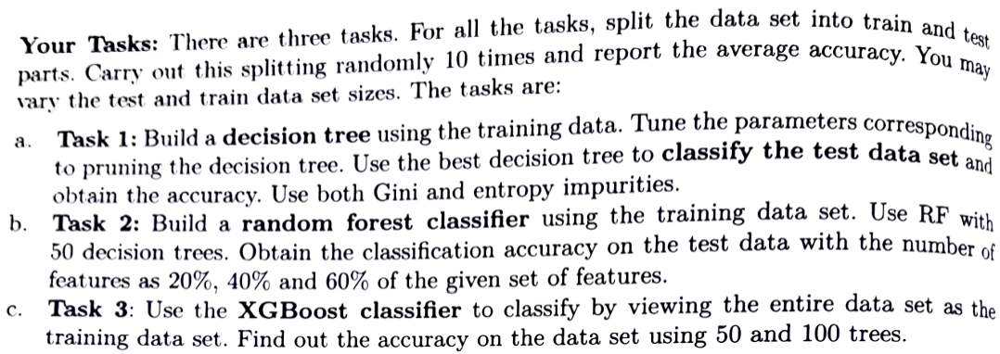 Your Tasks: There are three tasks. For all the tasks, split the data set into train and test
parts. Carry out this splitting randomly 10 times and report the average accuracy. You may
vary the test and train data set sizes. The tasks are:
a. Task 1: Build a decision tree using the training data. Tune the parameters corresponding
to pruning the decision tree. Use the best decision tree to classify the test data set and
obtain the accuracy. Use both Gini and entropy impurities.
b. Task 2: Build a random forest classifier using the training data set. Use RF with
50 decision trees. Obtain the classification accuracy on the test data with the number of
features as 20%, 40% and 60% of the given set of features.
c. Task 3: Use the XGBoost classifier to classify by viewing the entire data set as the
training data set. Find out the accuracy on the data set using 50 and 100 trees.